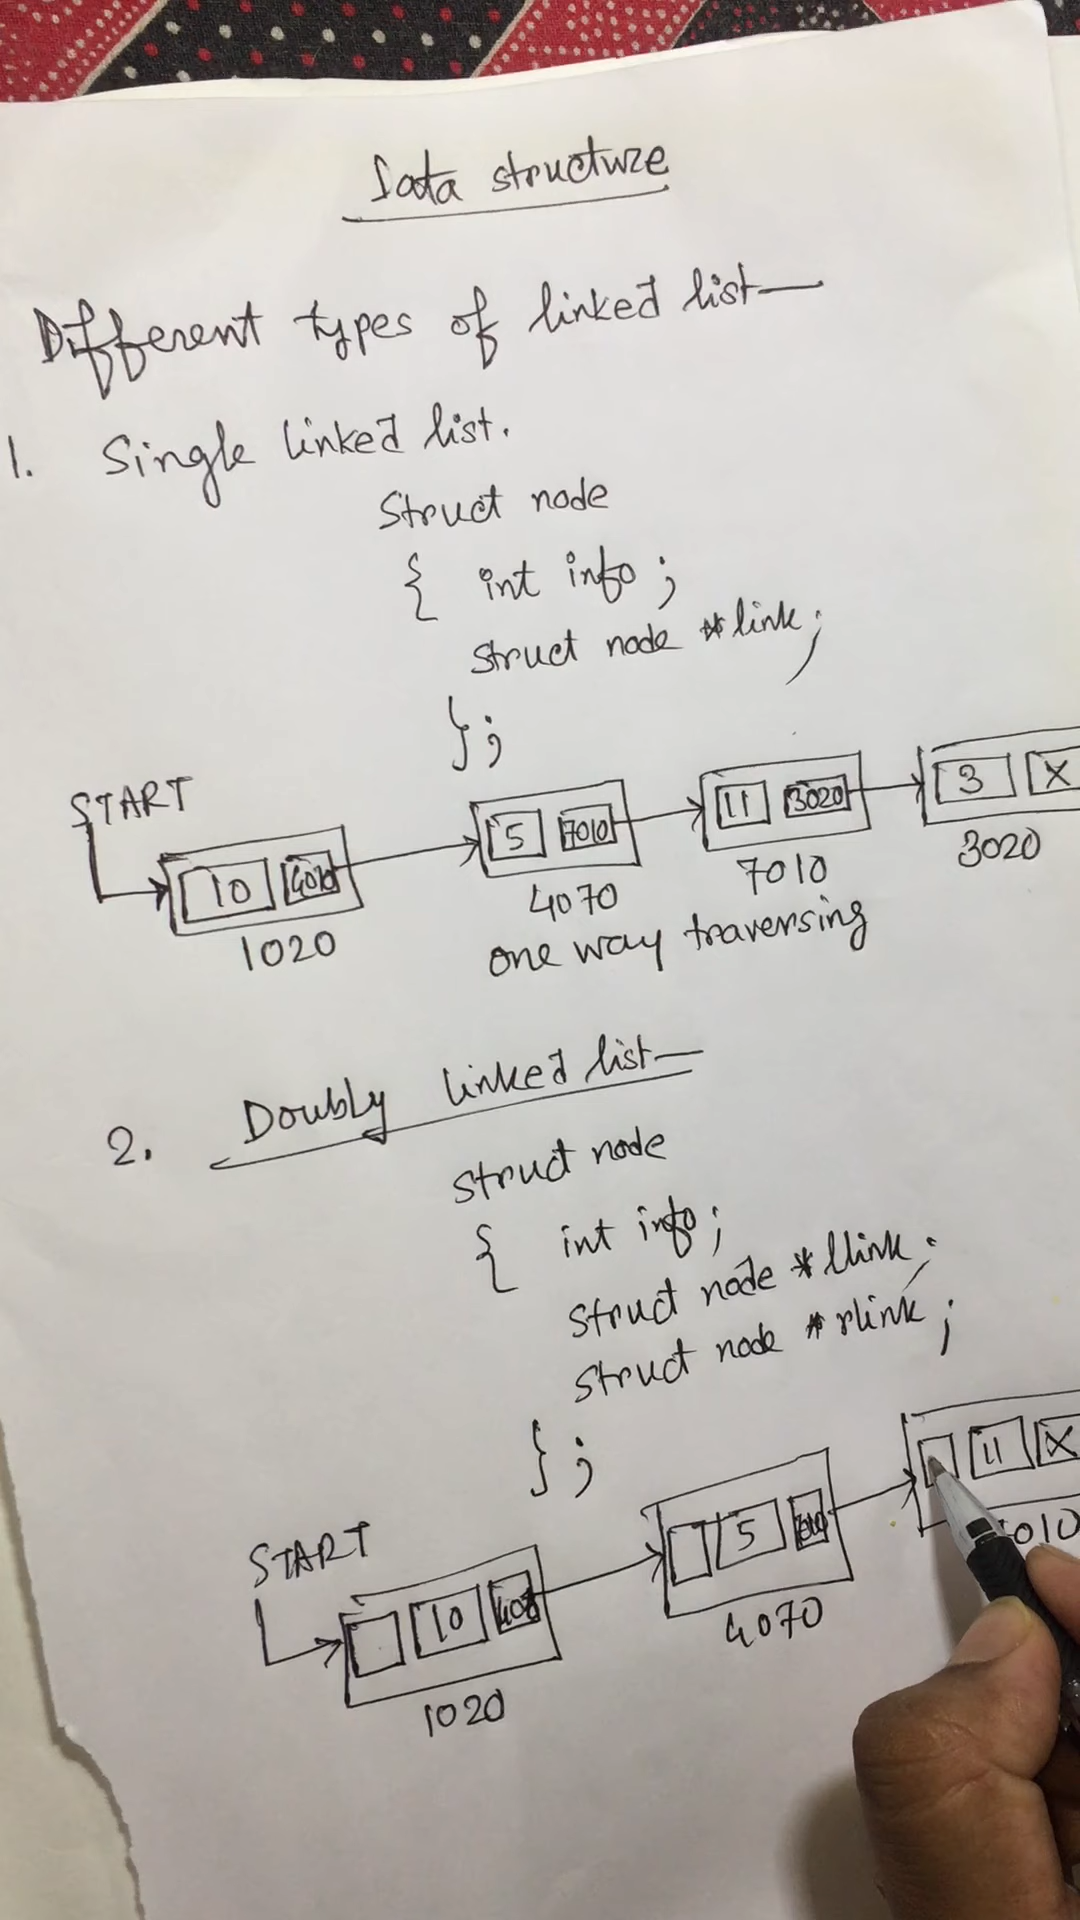 Data structure
Different types of linked list—
1. Single linked list.
Struct node
{ int info;
struct node *link;
};
START
10
5 7010
11 3020
3 X
1020
4070
7010
3020
one way traversing
2. Doubly linked list—
struct node
{ int info;
struct node *llink;
struct node *rlink;
};
START
10
5
11 X
1020
4070